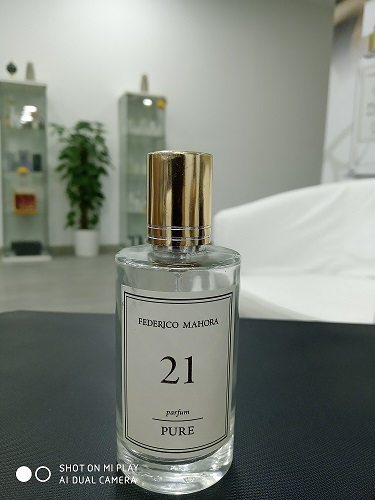 FEDERICO MAHORA
21
parfum
PURE
SHOT ON MI PLAY
AI DUAL CAMERA